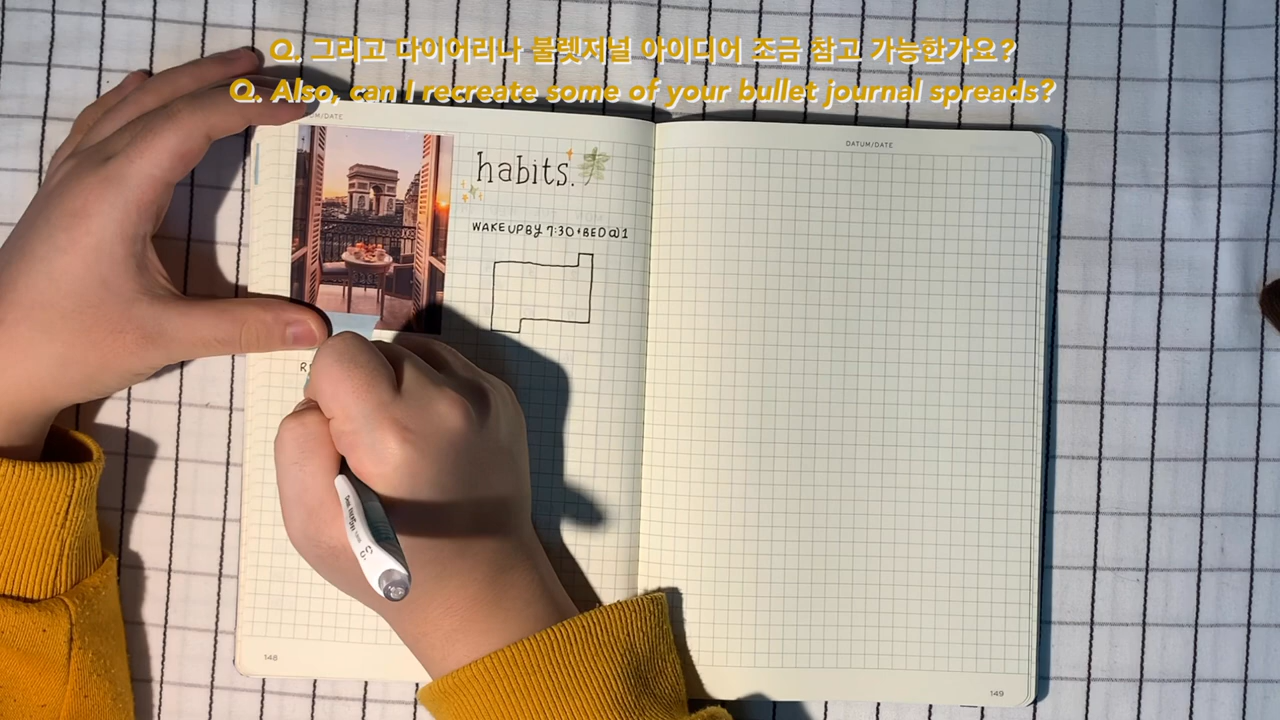 Q. 그리고 다이어리나 불렛저널 아이디어 조금 참고 가능한가요?
Q. Also, can I recreate some of your bullet journal spreads?
DATUM/DATE
habits.
WAKE UP BY 7:30 + BED @ 1
148
149